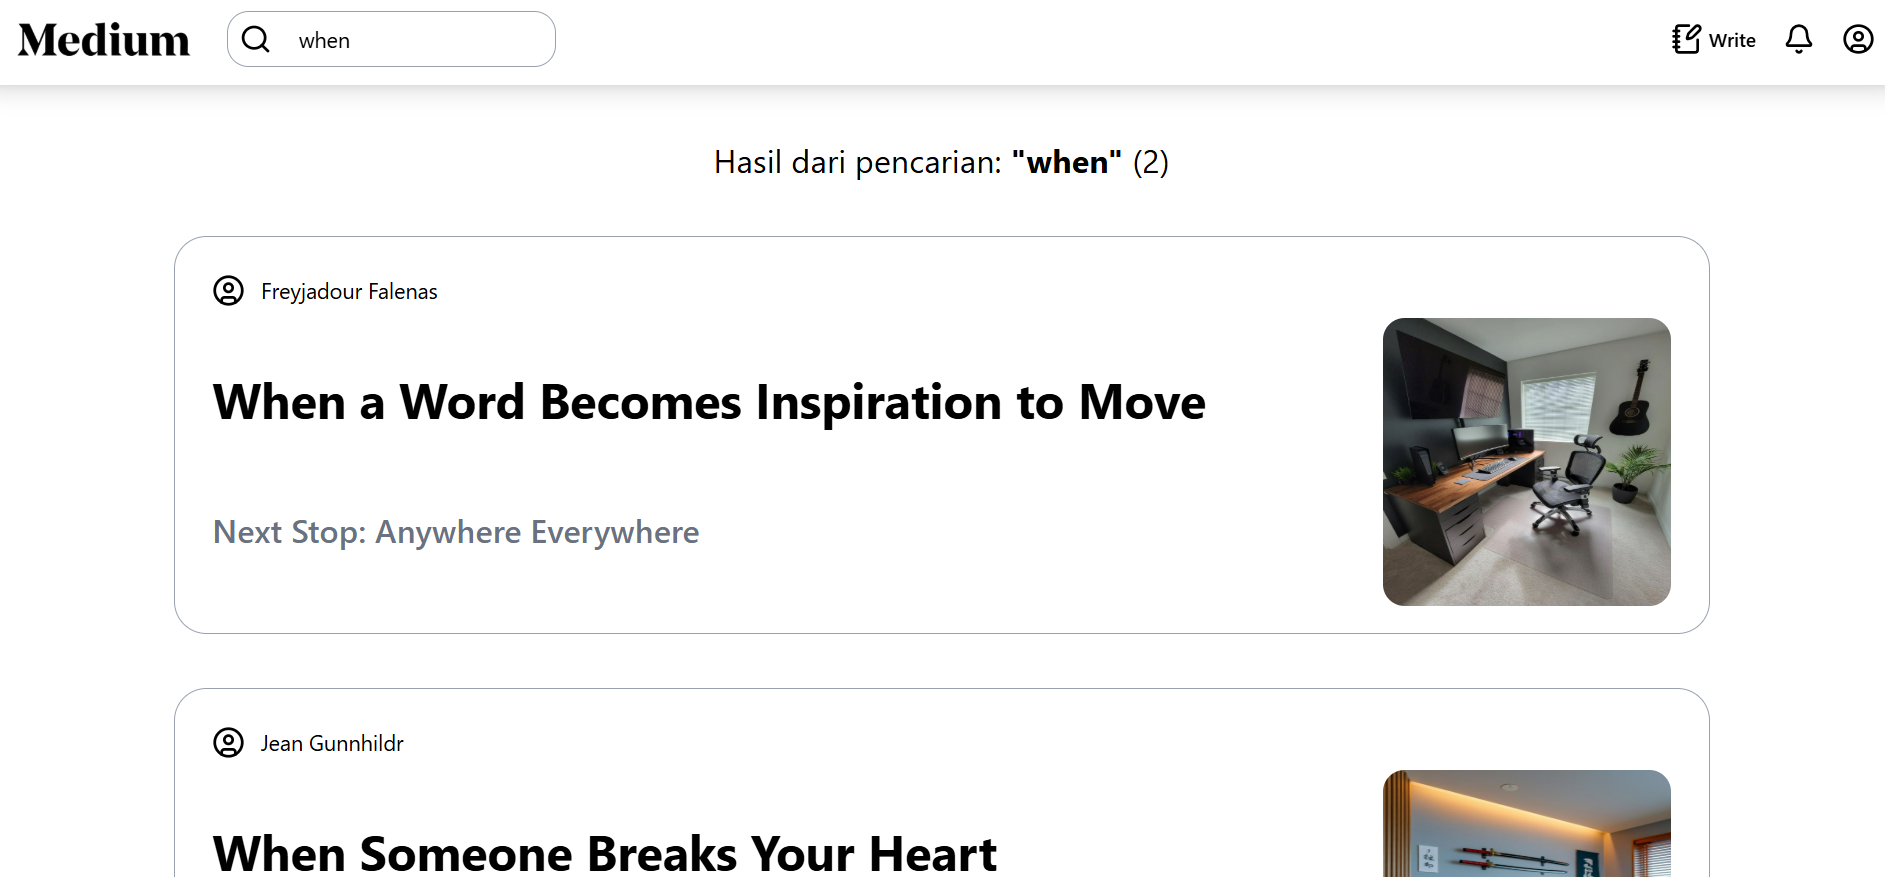 Medium
when
Write
Hasil dari pencarian: "when" (2)
Freyjadour Falenas
When a Word Becomes Inspiration to Move
Next Stop: Anywhere Everywhere
Jean Gunnhildr
When Someone Breaks Your Heart